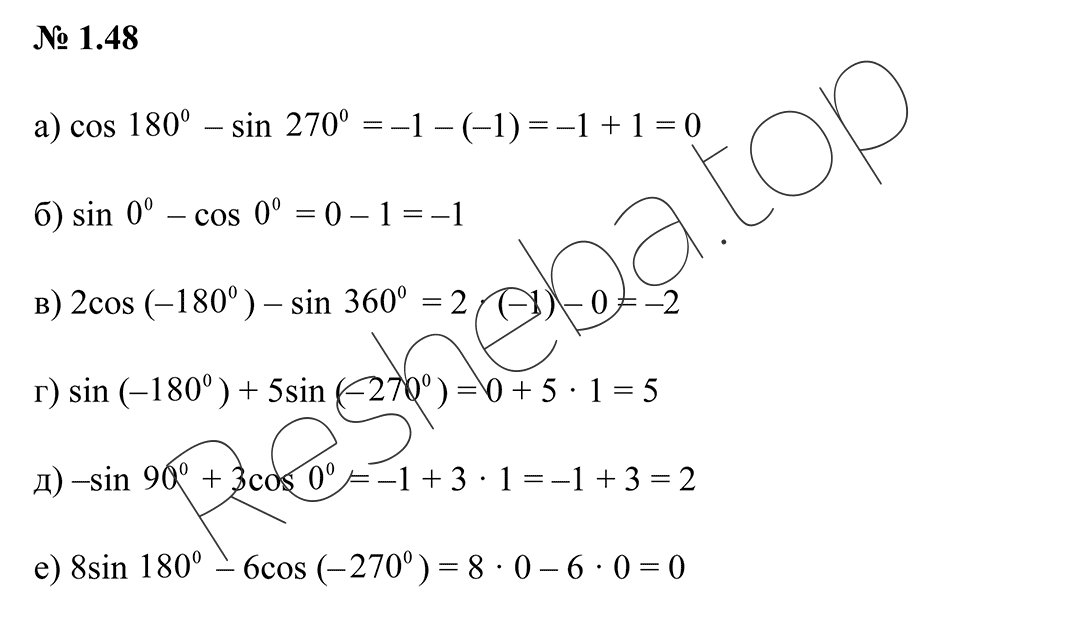 № 1.48
а) cos 180⁰ – sin 270⁰ = –1 – (–1) = –1 + 1 = 0
б) sin 0⁰ – cos 0⁰ = 0 – 1 = –1
в) 2cos (–180⁰) – sin 360⁰ = 2 · (–1) – 0 = –2
г) sin (–180⁰) + 5sin (–270⁰) = 0 + 5 · 1 = 5
д) –sin 90⁰ + 3cos 0⁰ = –1 + 3 · 1 = –1 + 3 = 2
е) 8sin 180⁰ – 6cos (–270⁰) = 8 · 0 – 6 · 0 = 0
Resheba.top